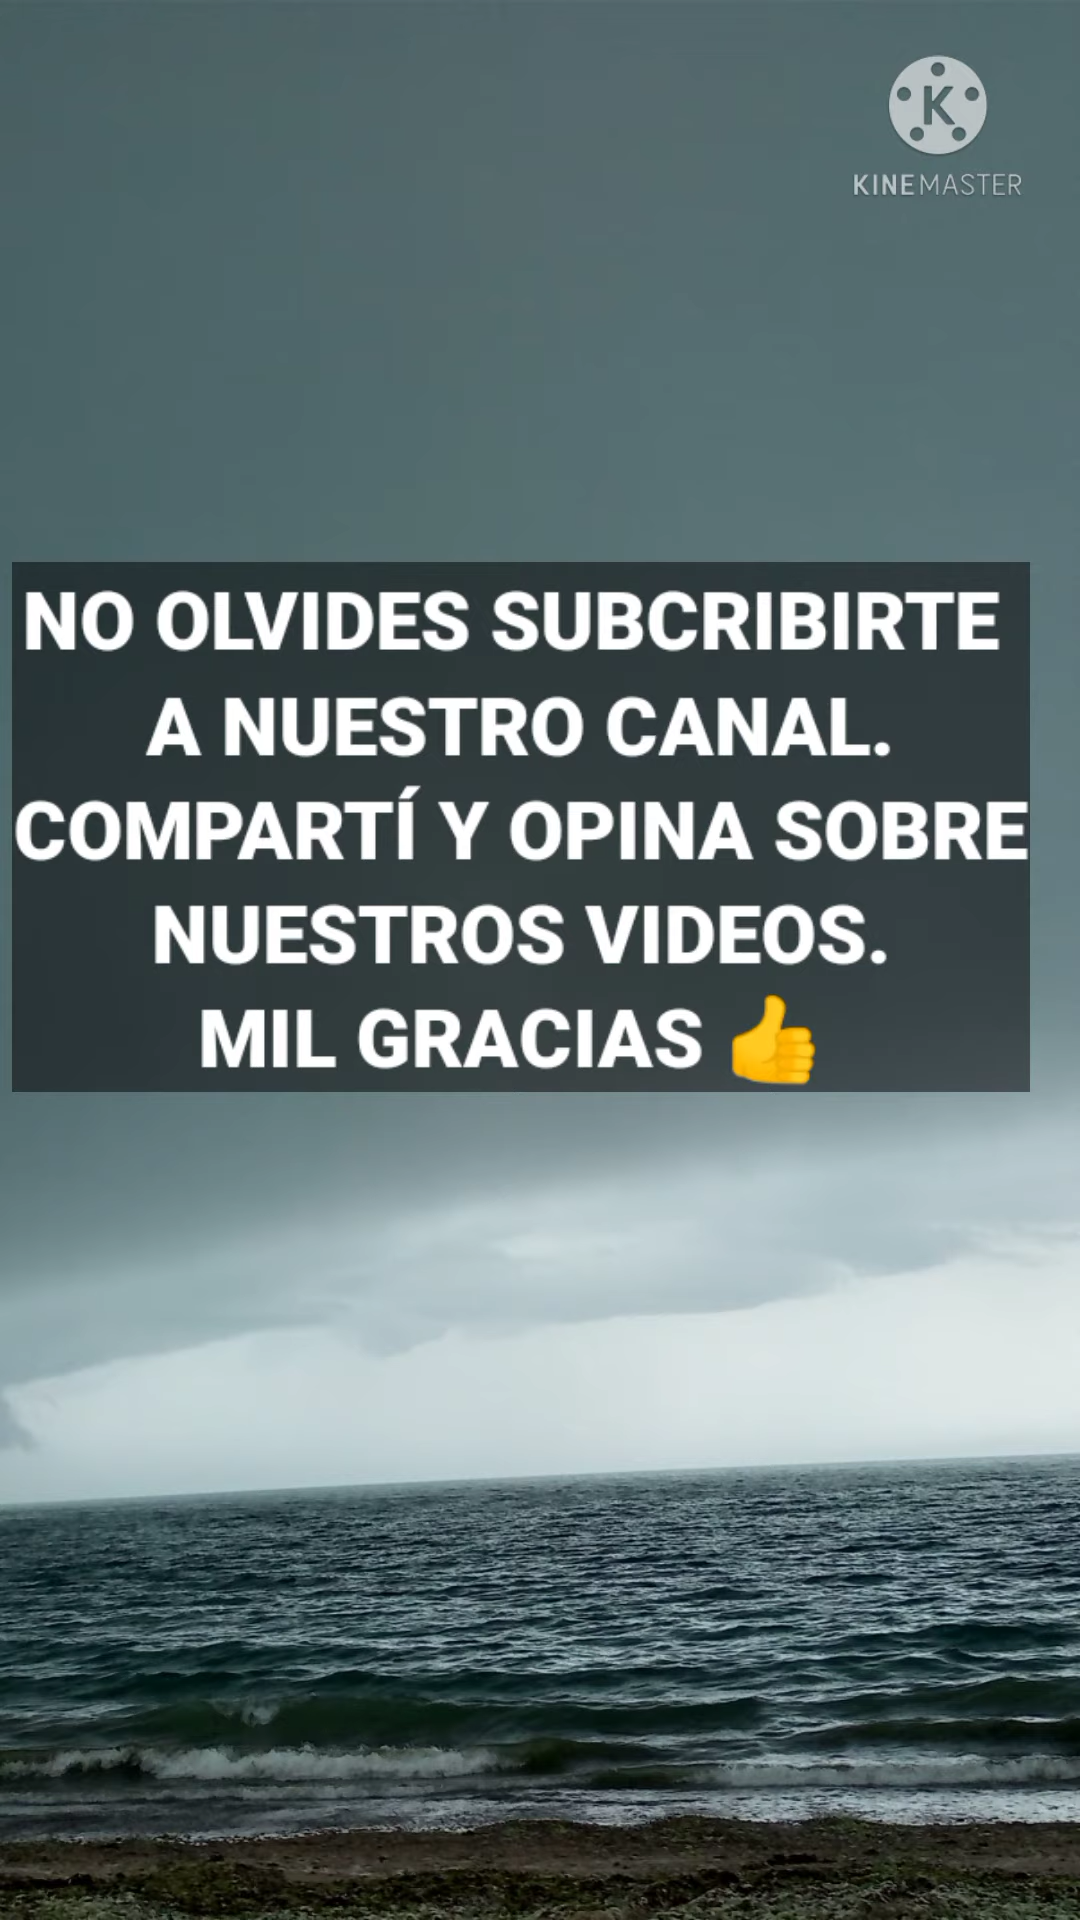 KINEMASTER
NO OLVIDES SUBCRIBIRTE
A NUESTRO CANAL.
COMPARTÍ Y OPINA SOBRE
NUESTROS VIDEOS.
MIL GRACIAS 👍